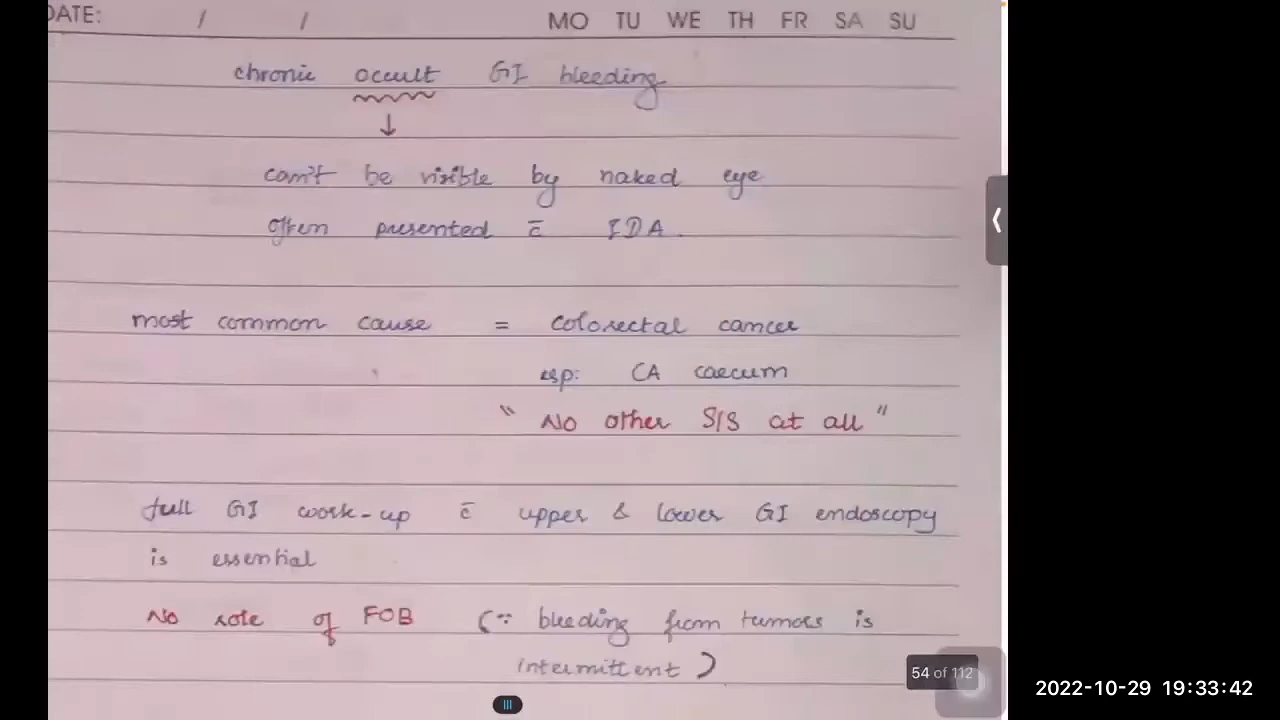 DATE: / / MO TU WE TH FR SA SU
chronic occult GI bleeding
↓
can't be visible by naked eye
often presented c̄ IDA.
most common cause = colorectal cancer
esp: CA caecum
" No other S/S at all "
full GI work-up c̄ upper & lower GI endoscopy
is essential
No role of FOB (∵ bleeding from tumors is
intermittent)
54 of 112
2022-10-29 19:33:42